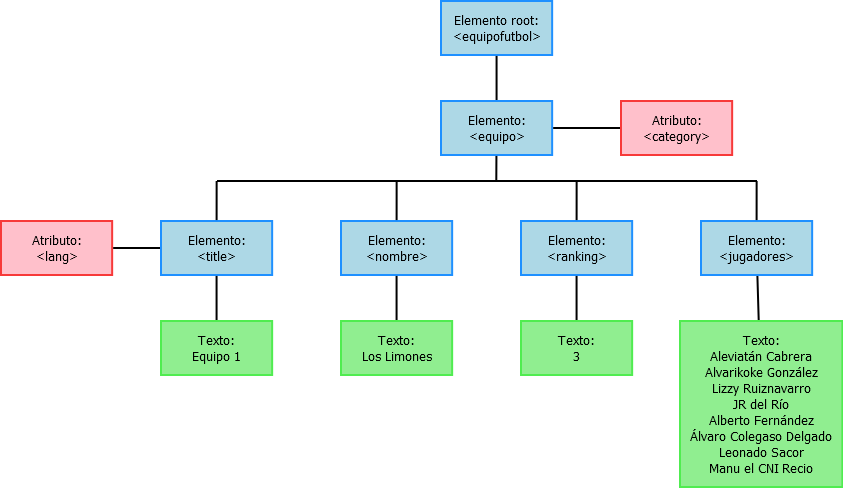 Elemento root:
<equipofutbol>
Elemento:
<equipo>
Atributo:
<category>
Atributo:
<lang>
Elemento:
<title>
Elemento:
<nombre>
Elemento:
<ranking>
Elemento:
<jugadores>
Texto:
Equipo 1
Texto:
Los Limones
Texto:
3
Texto:
Aleviatán Cabrera
Alvarikoke González
Lizzy Ruiznavarro
JR del Río
Alberto Fernández
Álvaro Colegaso Delgado
Leonado Sacor
Manu el CNI Recio